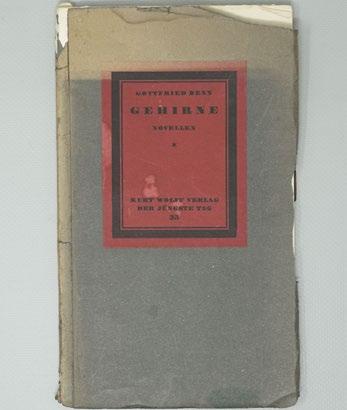 GOTTFRIED BENN
GEHIRNE
NOVELLEN
KURT WOLFF VERLAG
DER JÜNGSTE TAG
35